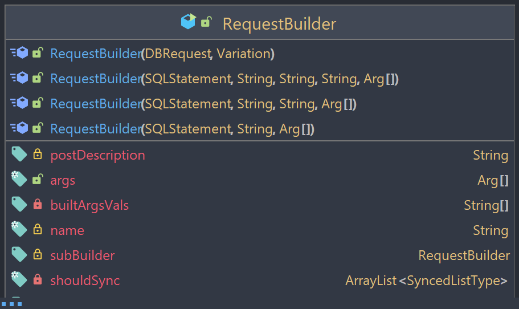 RequestBuilder
RequestBuilder(DBRequest, Variation)
RequestBuilder(SQLStatement, String, String, String, Arg[])
RequestBuilder(SQLStatement, String, String, Arg[])
RequestBuilder(SQLStatement, String, Arg[])
postDescription String
args Arg[]
builtArgsVals String[]
name String
subBuilder RequestBuilder
shouldSync ArrayList<SyncedListType>